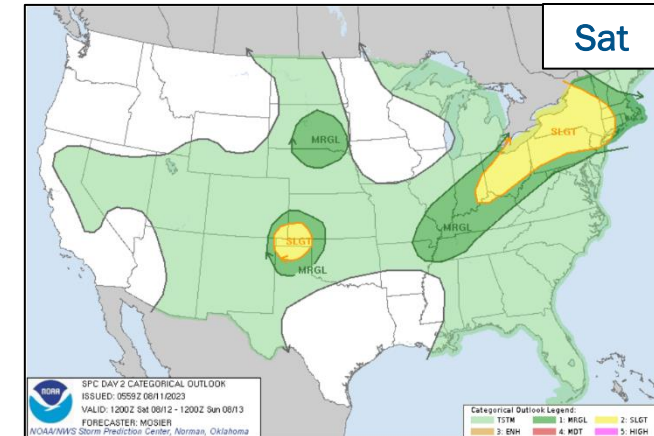 Sat
MRGL
SLGT
SLGT
MRGL
MRGL
NOAA
SPC DAY 2 CATEGORICAL OUTLOOK
ISSUED: 0559Z 08/11/2023
VALID: 1200Z Sat 08/12 - 1200Z Sun 08/13
FORECASTER: MOSIER
NOAA/NWS Storm Prediction Center, Norman, Oklahoma
Categorical Outlook Legend:
TSTM 1: MRGL 2: SLGT
3: ENH 4: MDT 5: HIGH